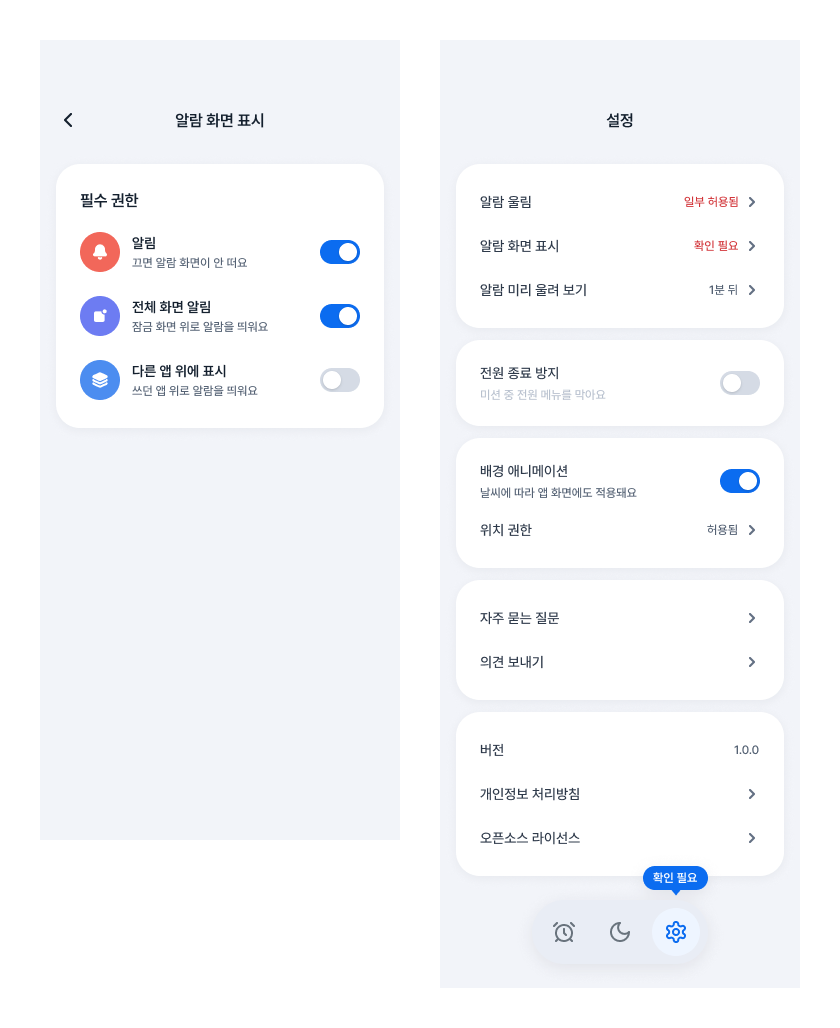 알람 화면 표시
필수 권한
알림
끄면 알람 화면이 안 떠요
전체 화면 알림
잠금 화면 위로 알람을 띄워요
다른 앱 위에 표시
쓰던 앱 위로 알람을 띄워요
설정
알람 울림 일부 허용됨
알람 화면 표시 확인 필요
알람 미리 울려 보기 1분 뒤
전원 종료 방지
미션 중 전원 메뉴를 막아요
배경 애니메이션
날씨에 따라 앱 화면에도 적용돼요
위치 권한 허용됨
자주 묻는 질문
의견 보내기
버전 1.0.0
개인정보 처리방침
오픈소스 라이선스
확인 필요